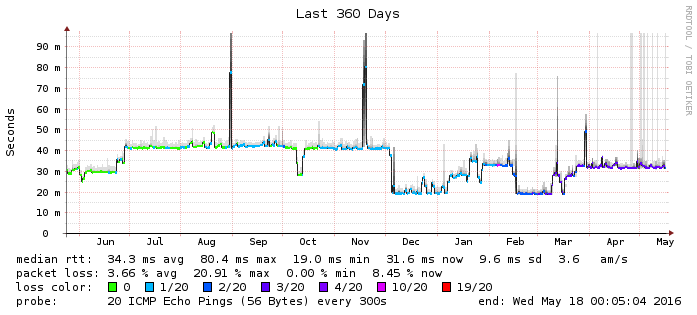 Last 360 Days
RRDTOOL / TOBI OETIKER
Seconds
90 m
80 m
70 m
60 m
50 m
40 m
30 m
20 m
10 m
0
Jun Jul Aug Sep Oct Nov Dec Jan Feb Mar Apr May
median rtt: 34.3 ms avg 80.4 ms max 19.0 ms min 31.6 ms now 9.6 ms sd 3.6 am/s
packet loss: 3.66 % avg 20.91 % max 0.00 % min 8.45 % now
loss color: 0 1/20 2/20 3/20 4/20 10/20 19/20
probe: 20 ICMP Echo Pings (56 Bytes) every 300s end: Wed May 18 00:05:04 2016